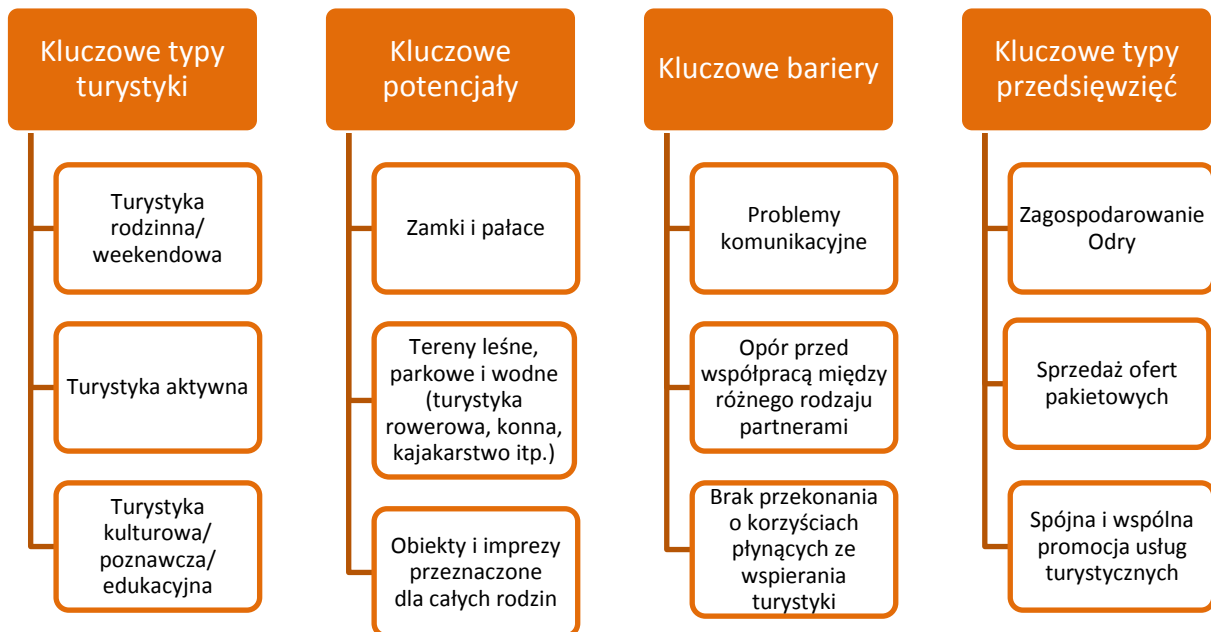 Kluczowe typy
turystyki
Turystyka
rodzinna/
weekendowa
Turystyka aktywna
Turystyka
kulturowa/
poznawcza/
edukacyjna
Kluczowe
potencjały
Zamki i pałace
Tereny leśne,
parkowe i wodne
(turystyka
rowerowa, konna,
kajakarstwo itp.)
Obiekty i imprezy
przeznaczone
dla całych rodzin
Kluczowe bariery
Problemy
komunikacyjne
Opór przed
współpracą między
różnego rodzaju
partnerami
Brak przekonania
o korzyściach
płynących ze
wspierania
turystyki
Kluczowe typy
przedsięwzięć
Zagospodarowanie
Odry
Sprzedaż ofert
pakietowych
Spójna i wspólna
promocja usług
turystycznych